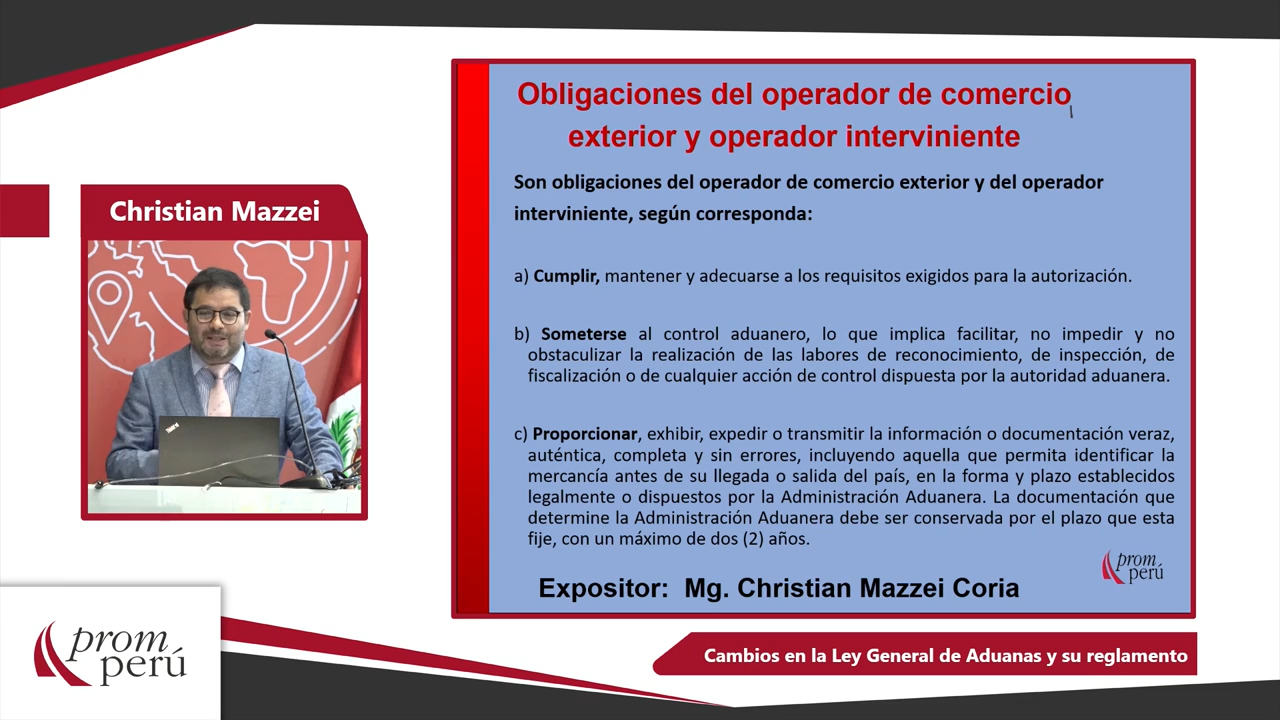 Christian Mazzei
Obligaciones del operador de comercio
exterior y operador interviniente
Son obligaciones del operador de comercio exterior y del operador
interviniente, según corresponda:
a) Cumplir, mantener y adecuarse a los requisitos exigidos para la autorización.
b) Someterse al control aduanero, lo que implica facilitar, no impedir y no
obstaculizar la realización de las labores de reconocimiento, de inspección, de
fiscalización o de cualquier acción de control dispuesta por la autoridad aduanera.
c) Proporcionar, exhibir, expedir o transmitir la información o documentación veraz,
auténtica, completa y sin errores, incluyendo aquella que permita identificar la
mercancía antes de su llegada o salida del país, en la forma y plazo establecidos
legalmente o dispuestos por la Administración Aduanera. La documentación que
determine la Administración Aduanera debe ser conservada por el plazo que esta
fije, con un máximo de dos (2) años.
prom
perú
Expositor: Mg. Christian Mazzei Coria
prom
perú
Cambios en la Ley General de Aduanas y su reglamento